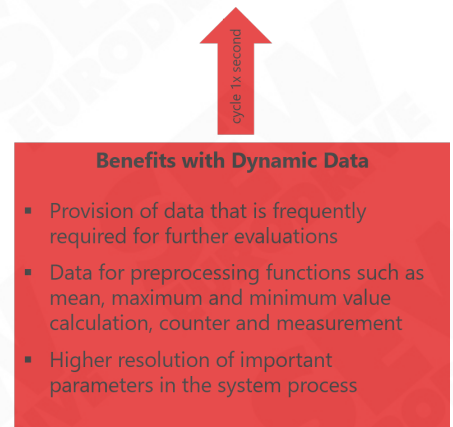 cycle 1x second
Benefits with Dynamic Data
▪ Provision of data that is frequently
required for further evaluations
▪ Data for preprocessing functions such as
mean, maximum and minimum value
calculation, counter and measurement
▪ Higher resolution of important
parameters in the system process